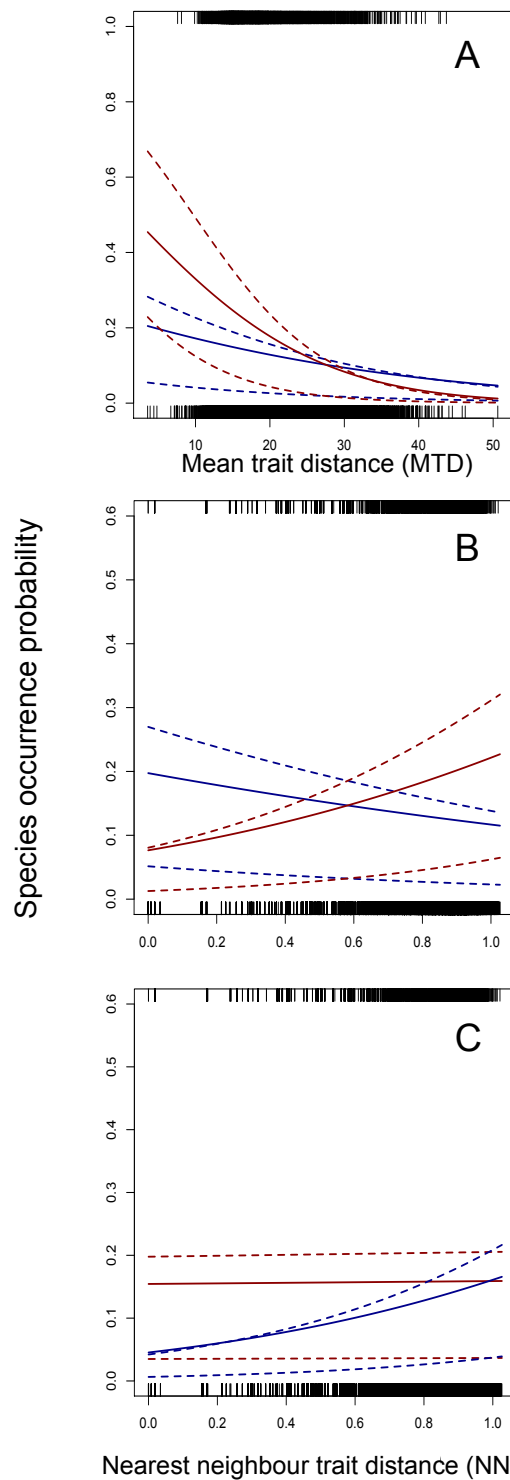 A
1.0
0.8
0.6
0.4
0.2
0.0
10 20 30 40 50
Mean trait distance (MTD)
B
0.6
0.5
0.4
0.3
0.2
0.1
0.0
0.0 0.2 0.4 0.6 0.8 1.0
Species occurrence probability
C
0.6
0.5
0.4
0.3
0.2
0.1
0.0
0.0 0.2 0.4 0.6 0.8 1.0
Nearest neighbour trait distance (NN